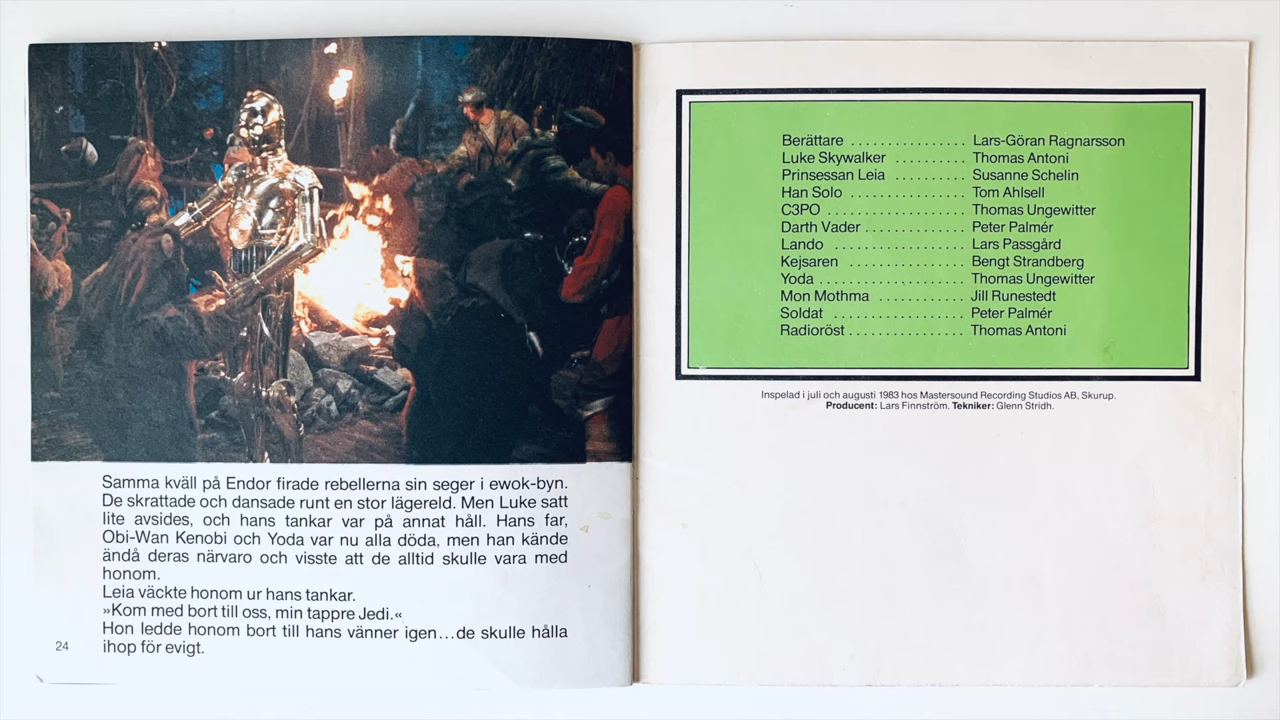 Samma kväll på Endor firade rebellerna sin seger i ewok-byn.
De skrattade och dansade runt en stor lägereld. Men Luke satt
lite avsides, och hans tankar var på annat håll. Hans far,
Obi-Wan Kenobi och Yoda var nu alla döda, men han kände
ändå deras närvaro och visste att de alltid skulle vara med
honom.
Leia väckte honom ur hans tankar.
»Kom med bort till oss, min tappre Jedi.«
Hon ledde honom bort till hans vänner igen...de skulle hålla
ihop för evigt.
24
Berättare ................ Lars-Göran Ragnarsson
Luke Skywalker .......... Thomas Antoni
Prinsessan Leia .......... Susanne Schelin
Han Solo ................ Tom Ahlsell
C3PO ................... Thomas Ungewitter
Darth Vader .............. Peter Palmér
Lando .................. Lars Passgård
Kejsaren ................ Bengt Strandberg
Yoda ..................... Thomas Ungewitter
Mon Mothma ............ Jill Runestedt
Soldat .................. Peter Palmér
Radioröst ................ Thomas Antoni
Inspelad i juli och augusti 1983 hos Mastersound Recording Studios AB, Skurup.
Producent: Lars Finnström. Tekniker: Glenn Stridh.